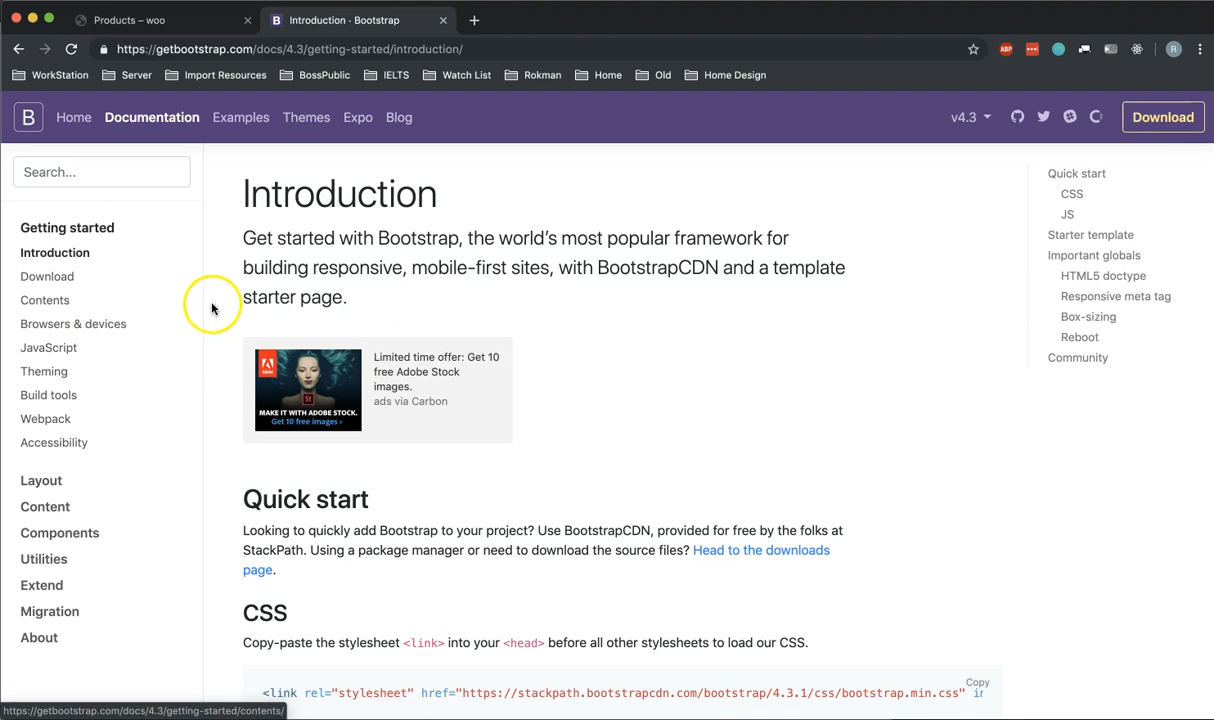 Products – woo
B Introduction · Bootstrap
https://getbootstrap.com/docs/4.3/getting-started/introduction/
ABP
R
WorkStation Server Import Resources BossPublic IELTS Watch List Rokman Home Old Home Design
B Home Documentation Examples Themes Expo Blog v4.3 Download
Search...
Getting started
Introduction
Download
Contents
Browsers & devices
JavaScript
Theming
Build tools
Webpack
Accessibility
Layout
Content
Components
Utilities
Extend
Migration
About
Introduction
Get started with Bootstrap, the world’s most popular framework for
building responsive, mobile-first sites, with BootstrapCDN and a template
starter page.
Adobe
St
MAKE IT WITH ADOBE STOCK.
Get 10 free images ›
Limited time offer: Get 10
free Adobe Stock
images.
ads via Carbon
Quick start
Looking to quickly add Bootstrap to your project? Use BootstrapCDN, provided for free by the folks at
StackPath. Using a package manager or need to download the source files? Head to the downloads
page.
CSS
Copy-paste the stylesheet <link> into your <head> before all other stylesheets to load our CSS.
Copy
<link rel="stylesheet" href="https://stackpath.bootstrapcdn.com/bootstrap/4.3.1/css/bootstrap.min.css" in
Quick start
CSS
JS
Starter template
Important globals
HTML5 doctype
Responsive meta tag
Box-sizing
Reboot
Community
https://getbootstrap.com/docs/4.3/getting-started/contents/